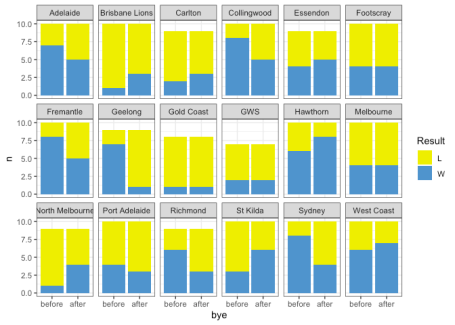 Adelaide Brisbane Lions Carlton Collingwood Essendon Footscray
10.0
7.5
5.0
2.5
0.0
Fremantle Geelong Gold Coast GWS Hawthorn Melbourne
10.0
7.5
5.0
2.5
0.0
n
Result
L
W
North Melbourne Port Adelaide Richmond St Kilda Sydney West Coast
10.0
7.5
5.0
2.5
0.0
before after before after before after before after before after before after
bye